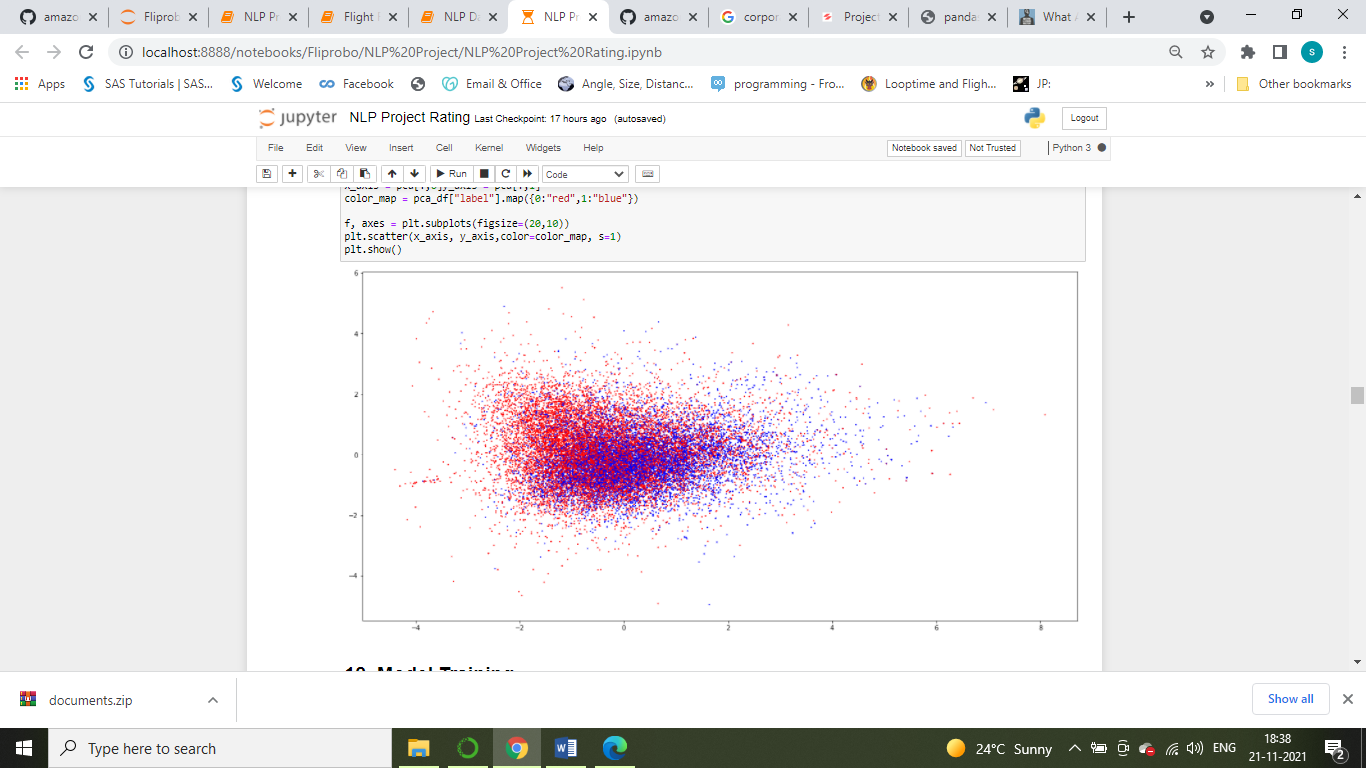 amazo
Fliprob
NLP Pr
Flight F
NLP Da
NLP Pr
amazo
corpor
Project
panda
What A
localhost:8888/notebooks/Fliprobo/NLP%20Project/NLP%20Project%20Rating.ipynb
S
Apps
SAS Tutorials | SAS...
Welcome
Facebook
Email & Office
Angle, Size, Distanc...
programming - Fro...
Looptime and Fligh...
JPL
»
Other bookmarks
jupyter NLP Project Rating Last Checkpoint: 17 hours ago (autosaved)
Logout
File Edit View Insert Cell Kernel Widgets Help
Notebook saved
Not Trusted
Python 3
Run
Code
color_map = pca_df["label"].map({0:"red",1:"blue"})
f, axes = plt.subplots(figsize=(20,10))
plt.scatter(x_axis, y_axis,color=color_map, s=1)
plt.show()
6
4
2
0
−2
−4
−4 −2 0 2 4 6 8
10. Model Training
documents.zip
Show all
Type here to search
24°C Sunny
ENG
18:38
21-11-2021
2